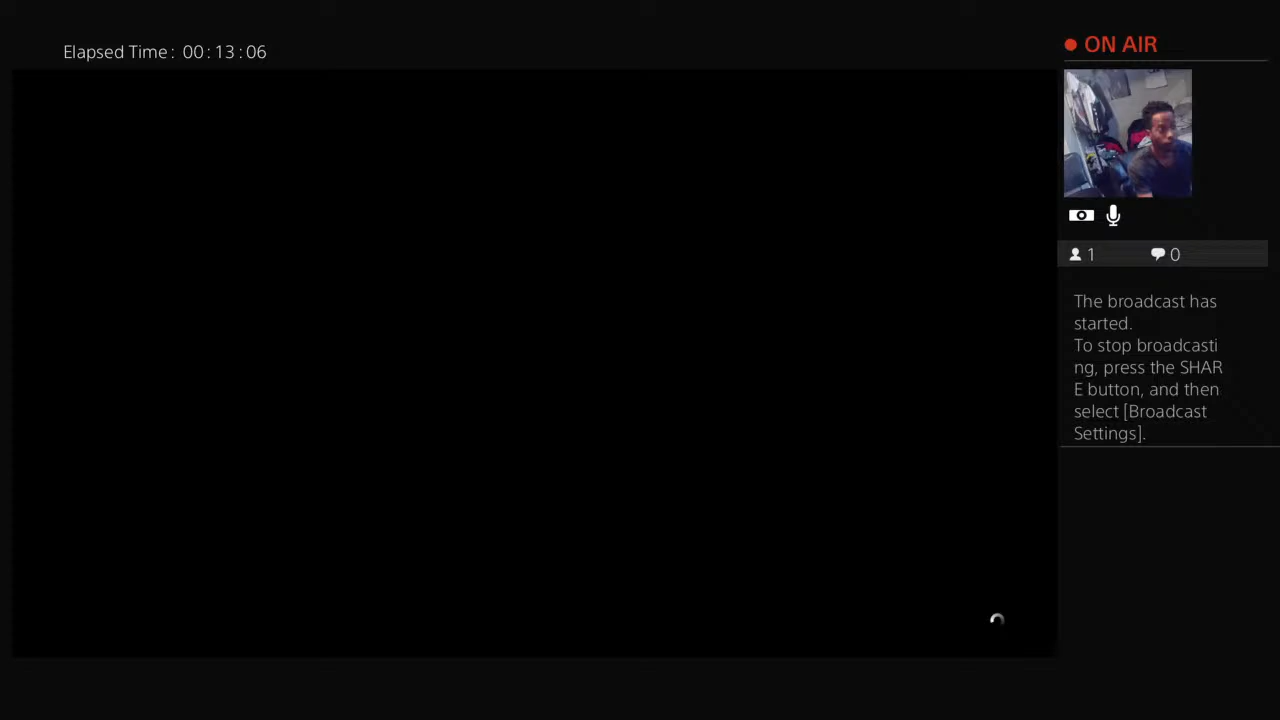 Elapsed Time: 00:13:06
ON AIR
1 0
The broadcast has
started.
To stop broadcasti
ng, press the SHAR
E button, and then
select [Broadcast
Settings].